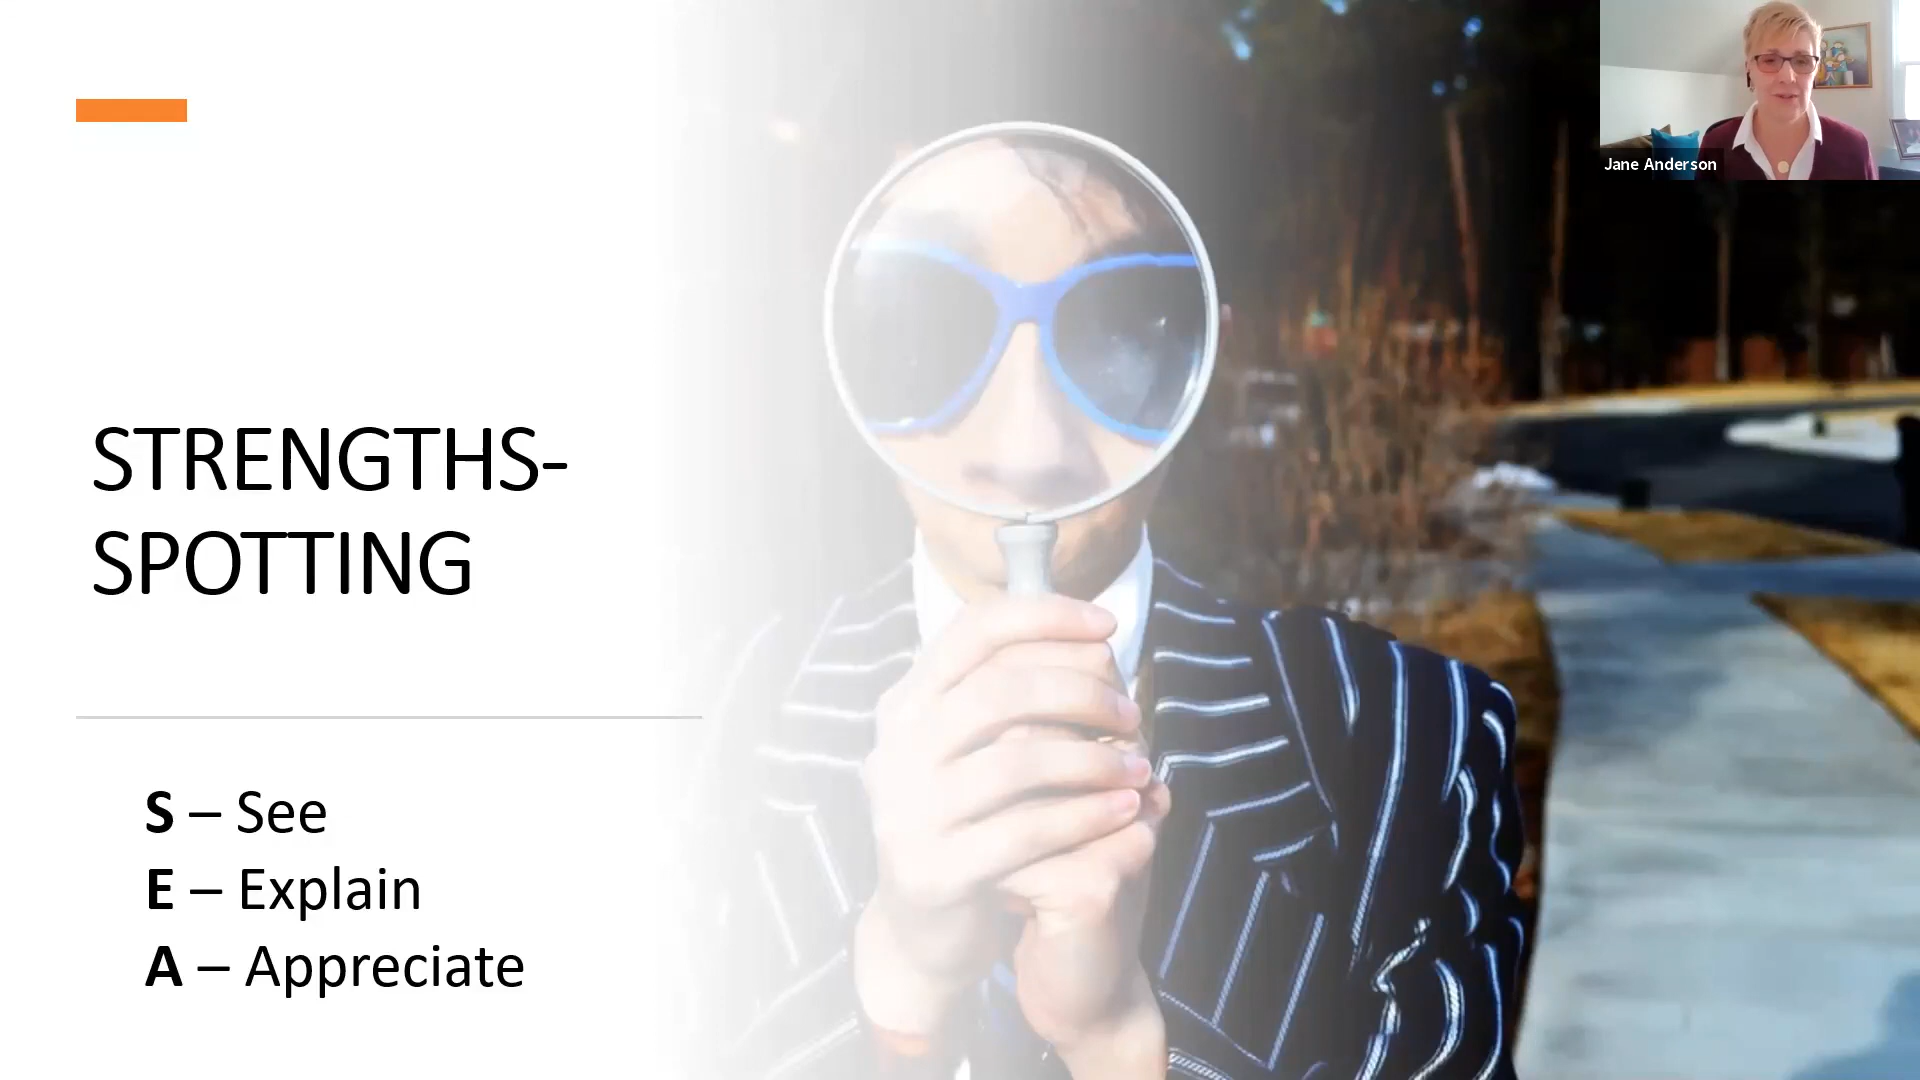 STRENGTHS-
SPOTTING
S – See
E – Explain
A – Appreciate
Jane Anderson